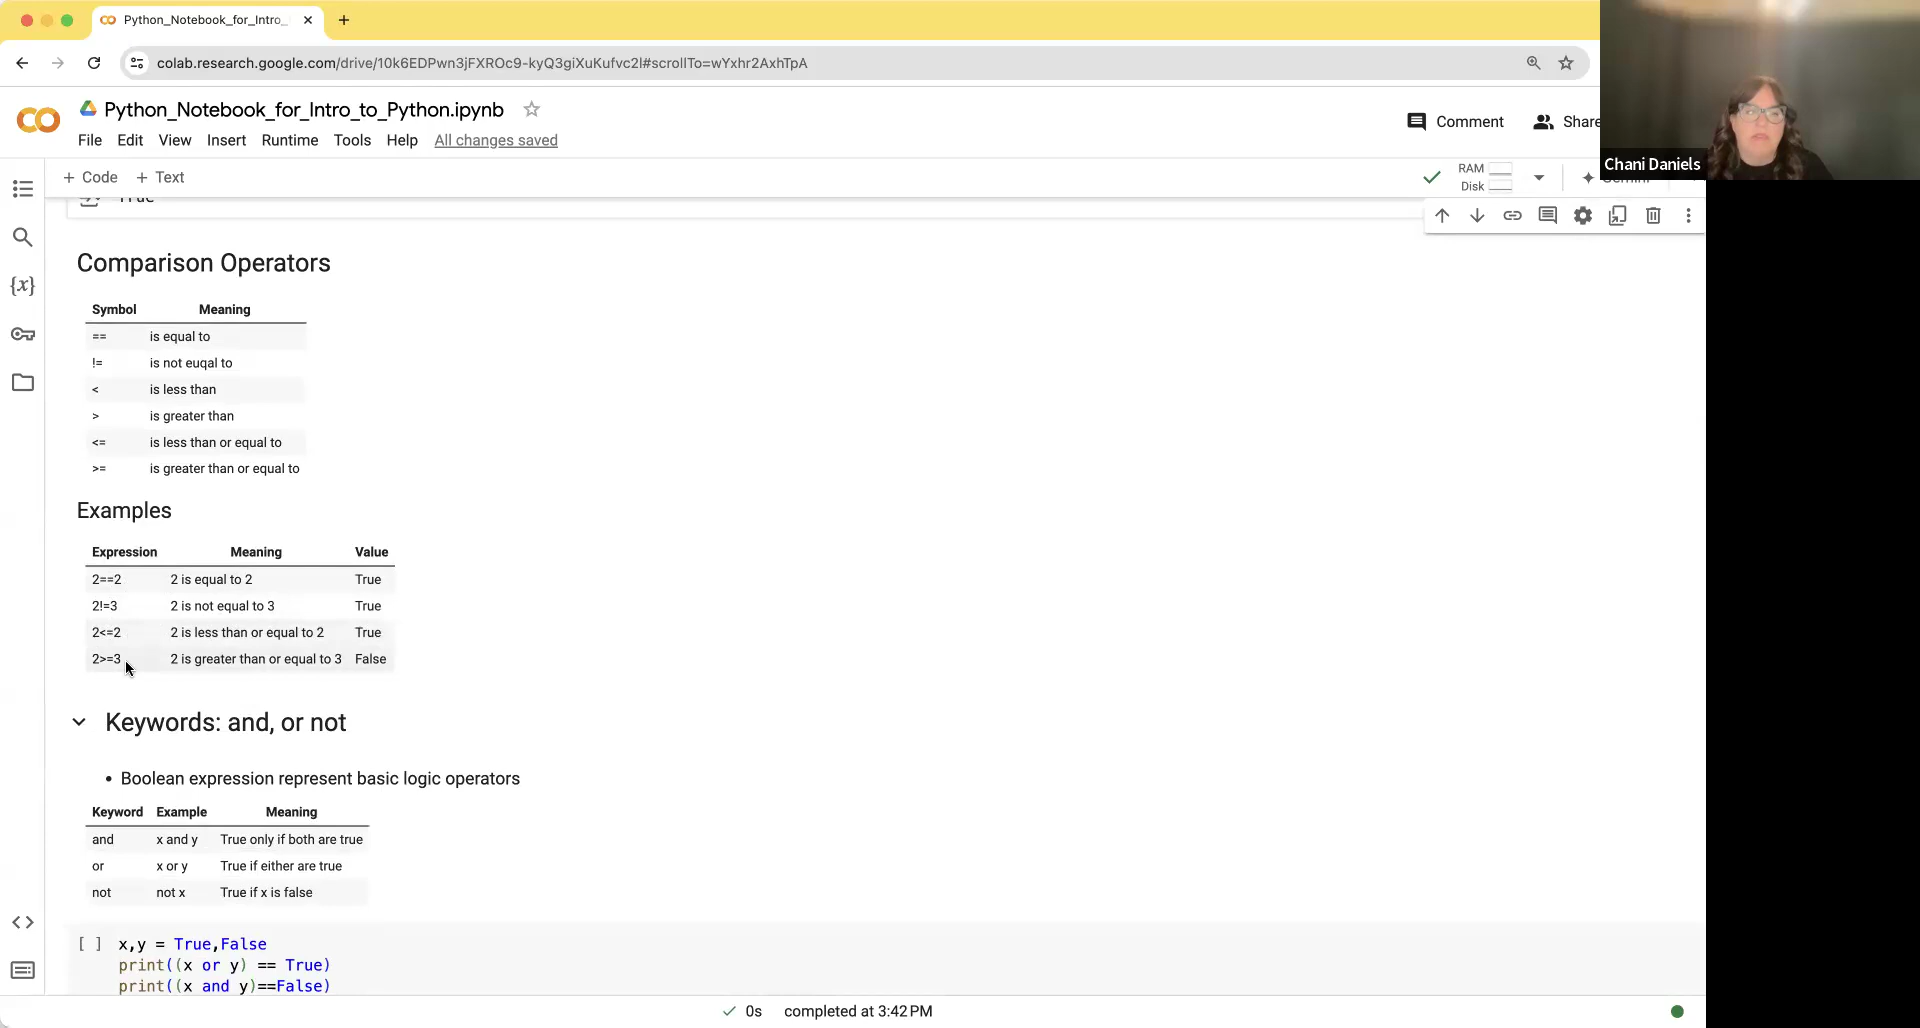 Python_Notebook_for_Intro_
colab.research.google.com/drive/10k6EDPwn3jFXROc9-kyQ3giXuKufvc2l#scrollTo=wYxhr2AxhTpA
Python_Notebook_for_Intro_to_Python.ipynb
File Edit View Insert Runtime Tools Help All changes saved
Comment Share
Chani Daniels
+ Code + Text
RAM
Disk
Gemini
True
Comparison Operators
Symbol Meaning
== is equal to
!= is not euqal to
< is less than
> is greater than
<= is less than or equal to
>= is greater than or equal to
Examples
Expression Meaning Value
2==2 2 is equal to 2 True
2!=3 2 is not equal to 3 True
2<=2 2 is less than or equal to 2 True
2>=3 2 is greater than or equal to 3 False
Keywords: and, or not
• Boolean expression represent basic logic operators
Keyword Example Meaning
and x and y True only if both are true
or x or y True if either are true
not not x True if x is false
[ ] x,y = True,False
print((x or y) == True)
print((x and y)==False)
0s completed at 3:42 PM